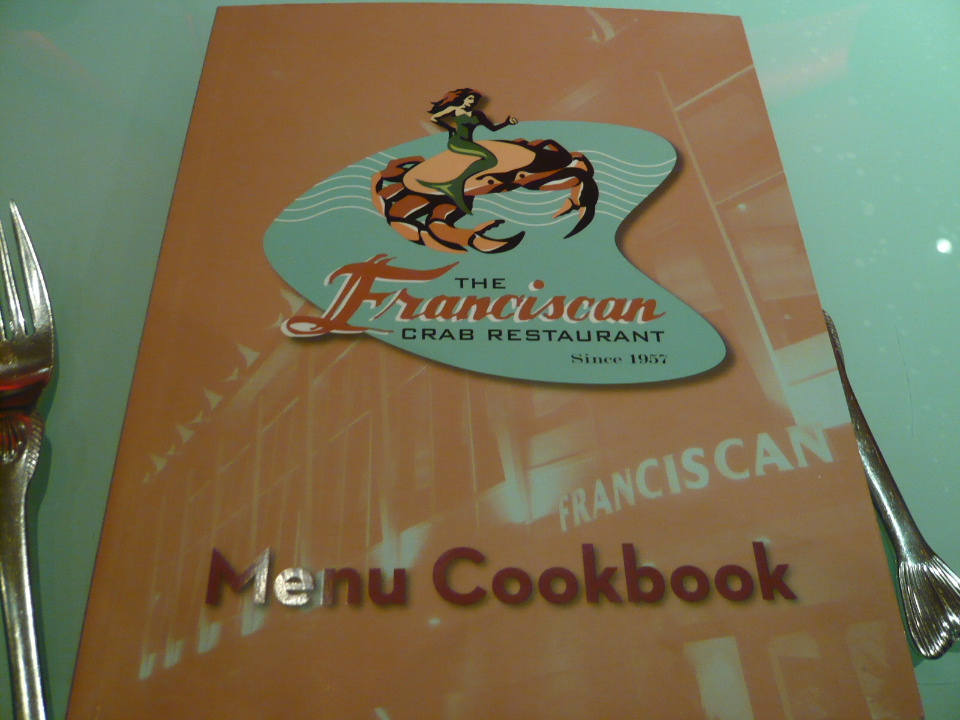 THE
Franciscan
CRAB RESTAURANT
Since 1957
FRANCISCAN
Menu Cookbook